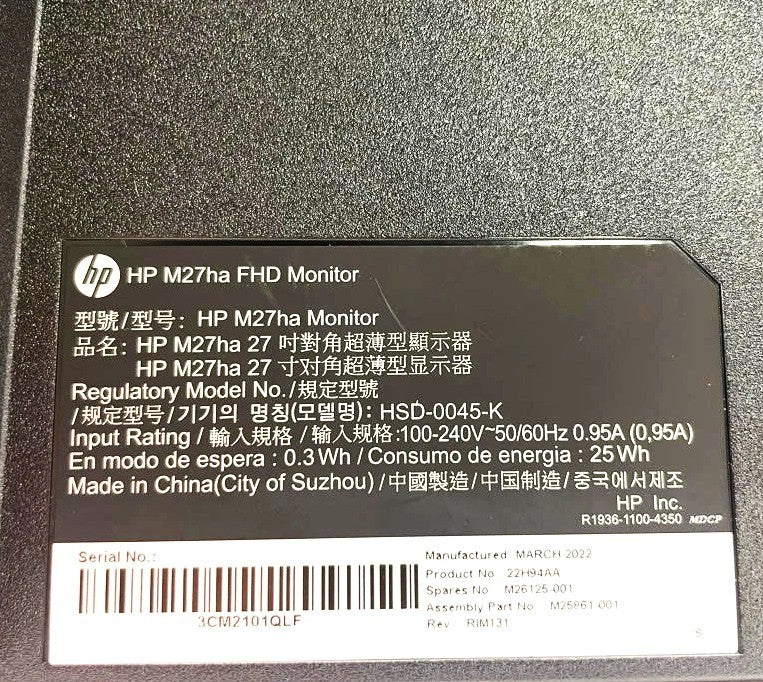 hp HP M27ha FHD Monitor
型號/型号: HP M27ha Monitor
品名: HP M27ha 27 吋對角超薄型顯示器
HP M27ha 27 寸对角超薄型显示器
Regulatory Model No./規定型號
/规定型号/기기의 명칭(모델명): HSD-0045-K
Input Rating / 輸入規格 / 输入规格:100-240V~50/60Hz 0.95A (0,95A)
En modo de espera : 0.3 Wh / Consumo de energia : 25 Wh
Made in China(City of Suzhou) /中國製造/中国制造/중국에서제조
HP Inc.
R1936-1100-4350 MDCP
Serial No.:
3CM2101QLF
Manufactured MARCH 2022
Product No 22H94AA
Spares No M26125-001
Assembly Part No M25861-001
Rev RIM131
S